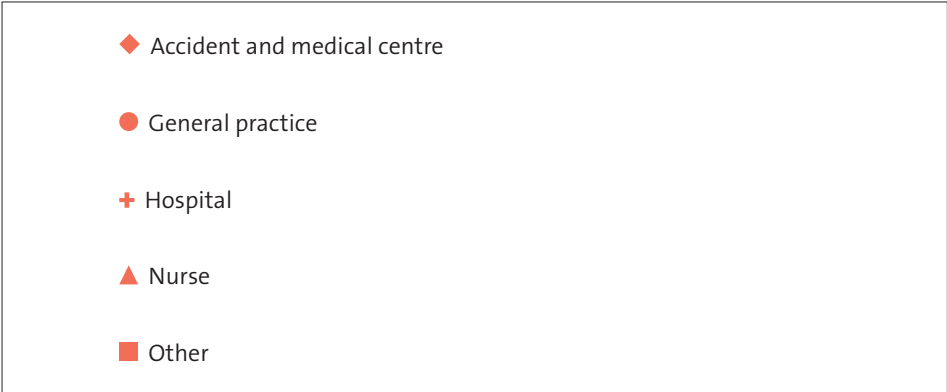 Accident and medical centre
General practice
Hospital
Nurse
Other